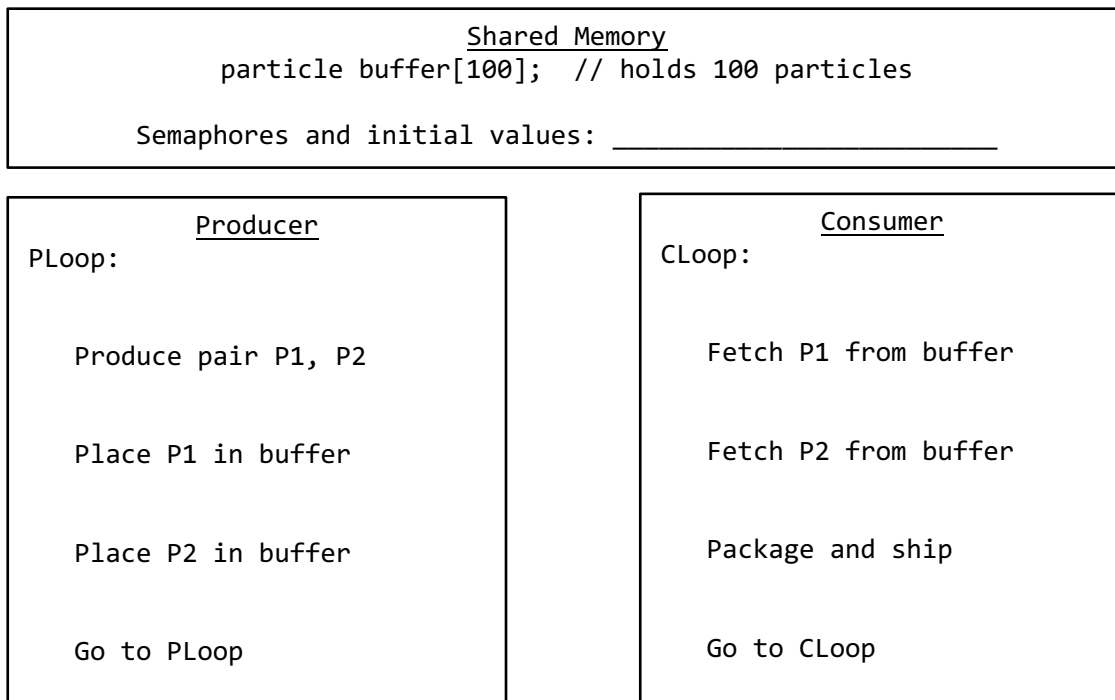 Shared Memory
particle buffer[100];  // holds 100 particles
Semaphores and initial values: _________________________
Producer
PLoop:
Produce pair P1, P2
Place P1 in buffer
Place P2 in buffer
Go to PLoop
Consumer
CLoop:
Fetch P1 from buffer
Fetch P2 from buffer
Package and ship
Go to CLoop